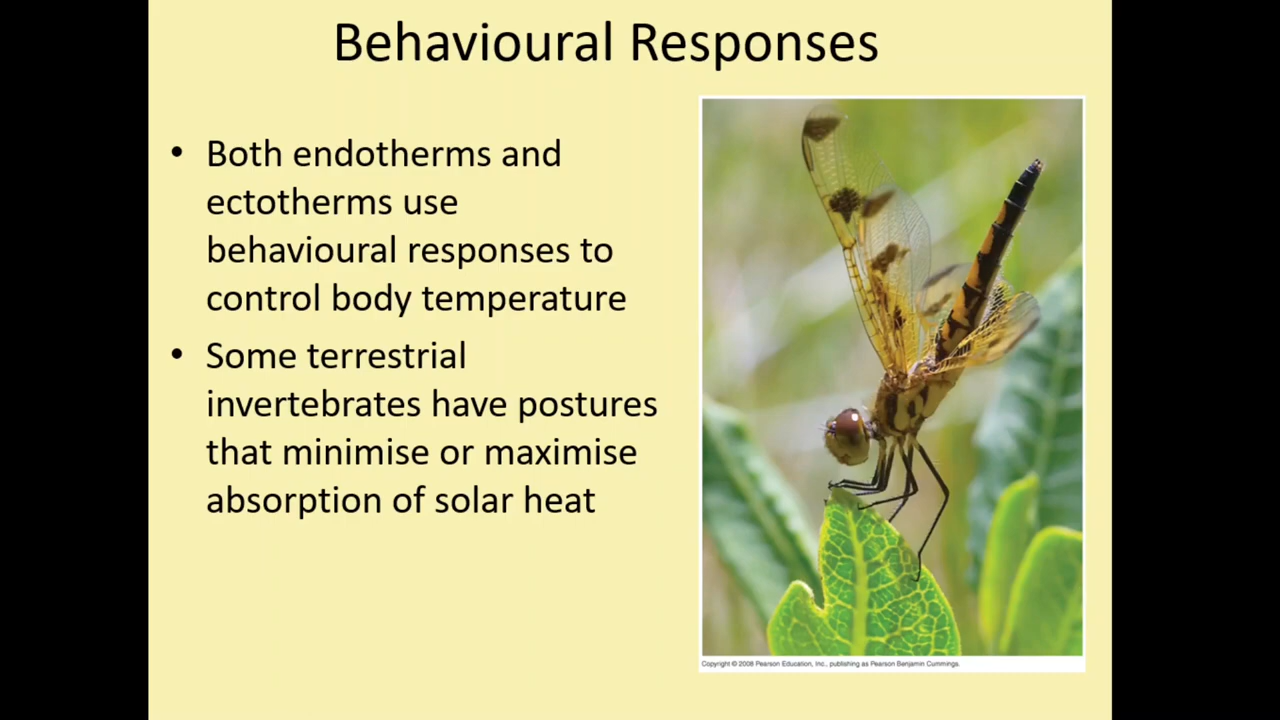 Behavioural Responses
• Both endotherms and
ectotherms use
behavioural responses to
control body temperature
• Some terrestrial
invertebrates have postures
that minimise or maximise
absorption of solar heat
Copyright © 2008 Pearson Education, Inc., publishing as Pearson Benjamin Cummings.